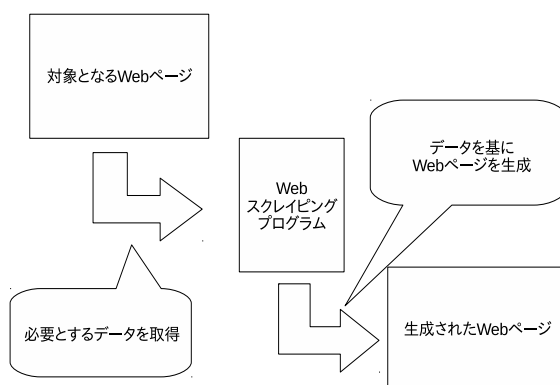 対象となるWebページ
データを基に
Webページを生成
Web
スクレイピング
プログラム
必要とするデータを取得
生成されたWebページ